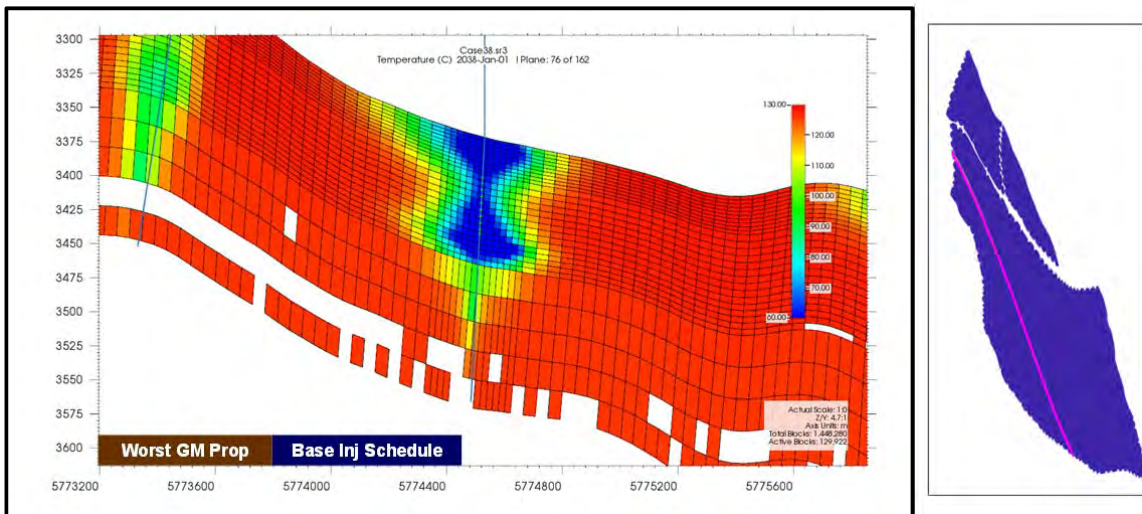 Case38.sr3
Temperature (C) 2038-Jan-01 I Plane: 76 of 162
3300
3325
3350
3375
3400
3425
3450
3475
3500
3525
3550
3575
3600
130.00
120.00
110.00
100.00
90.00
80.00
70.00
60.00
Actual Scale: 1:0
Z/Y: 4.7:1
Axis Units: m
Total Blocks: 1,448,280
Active Blocks: 129,922
Worst GM Prop
Base Inj Schedule
5773200 5773600 5774000 5774400 5774800 5775200 5775600